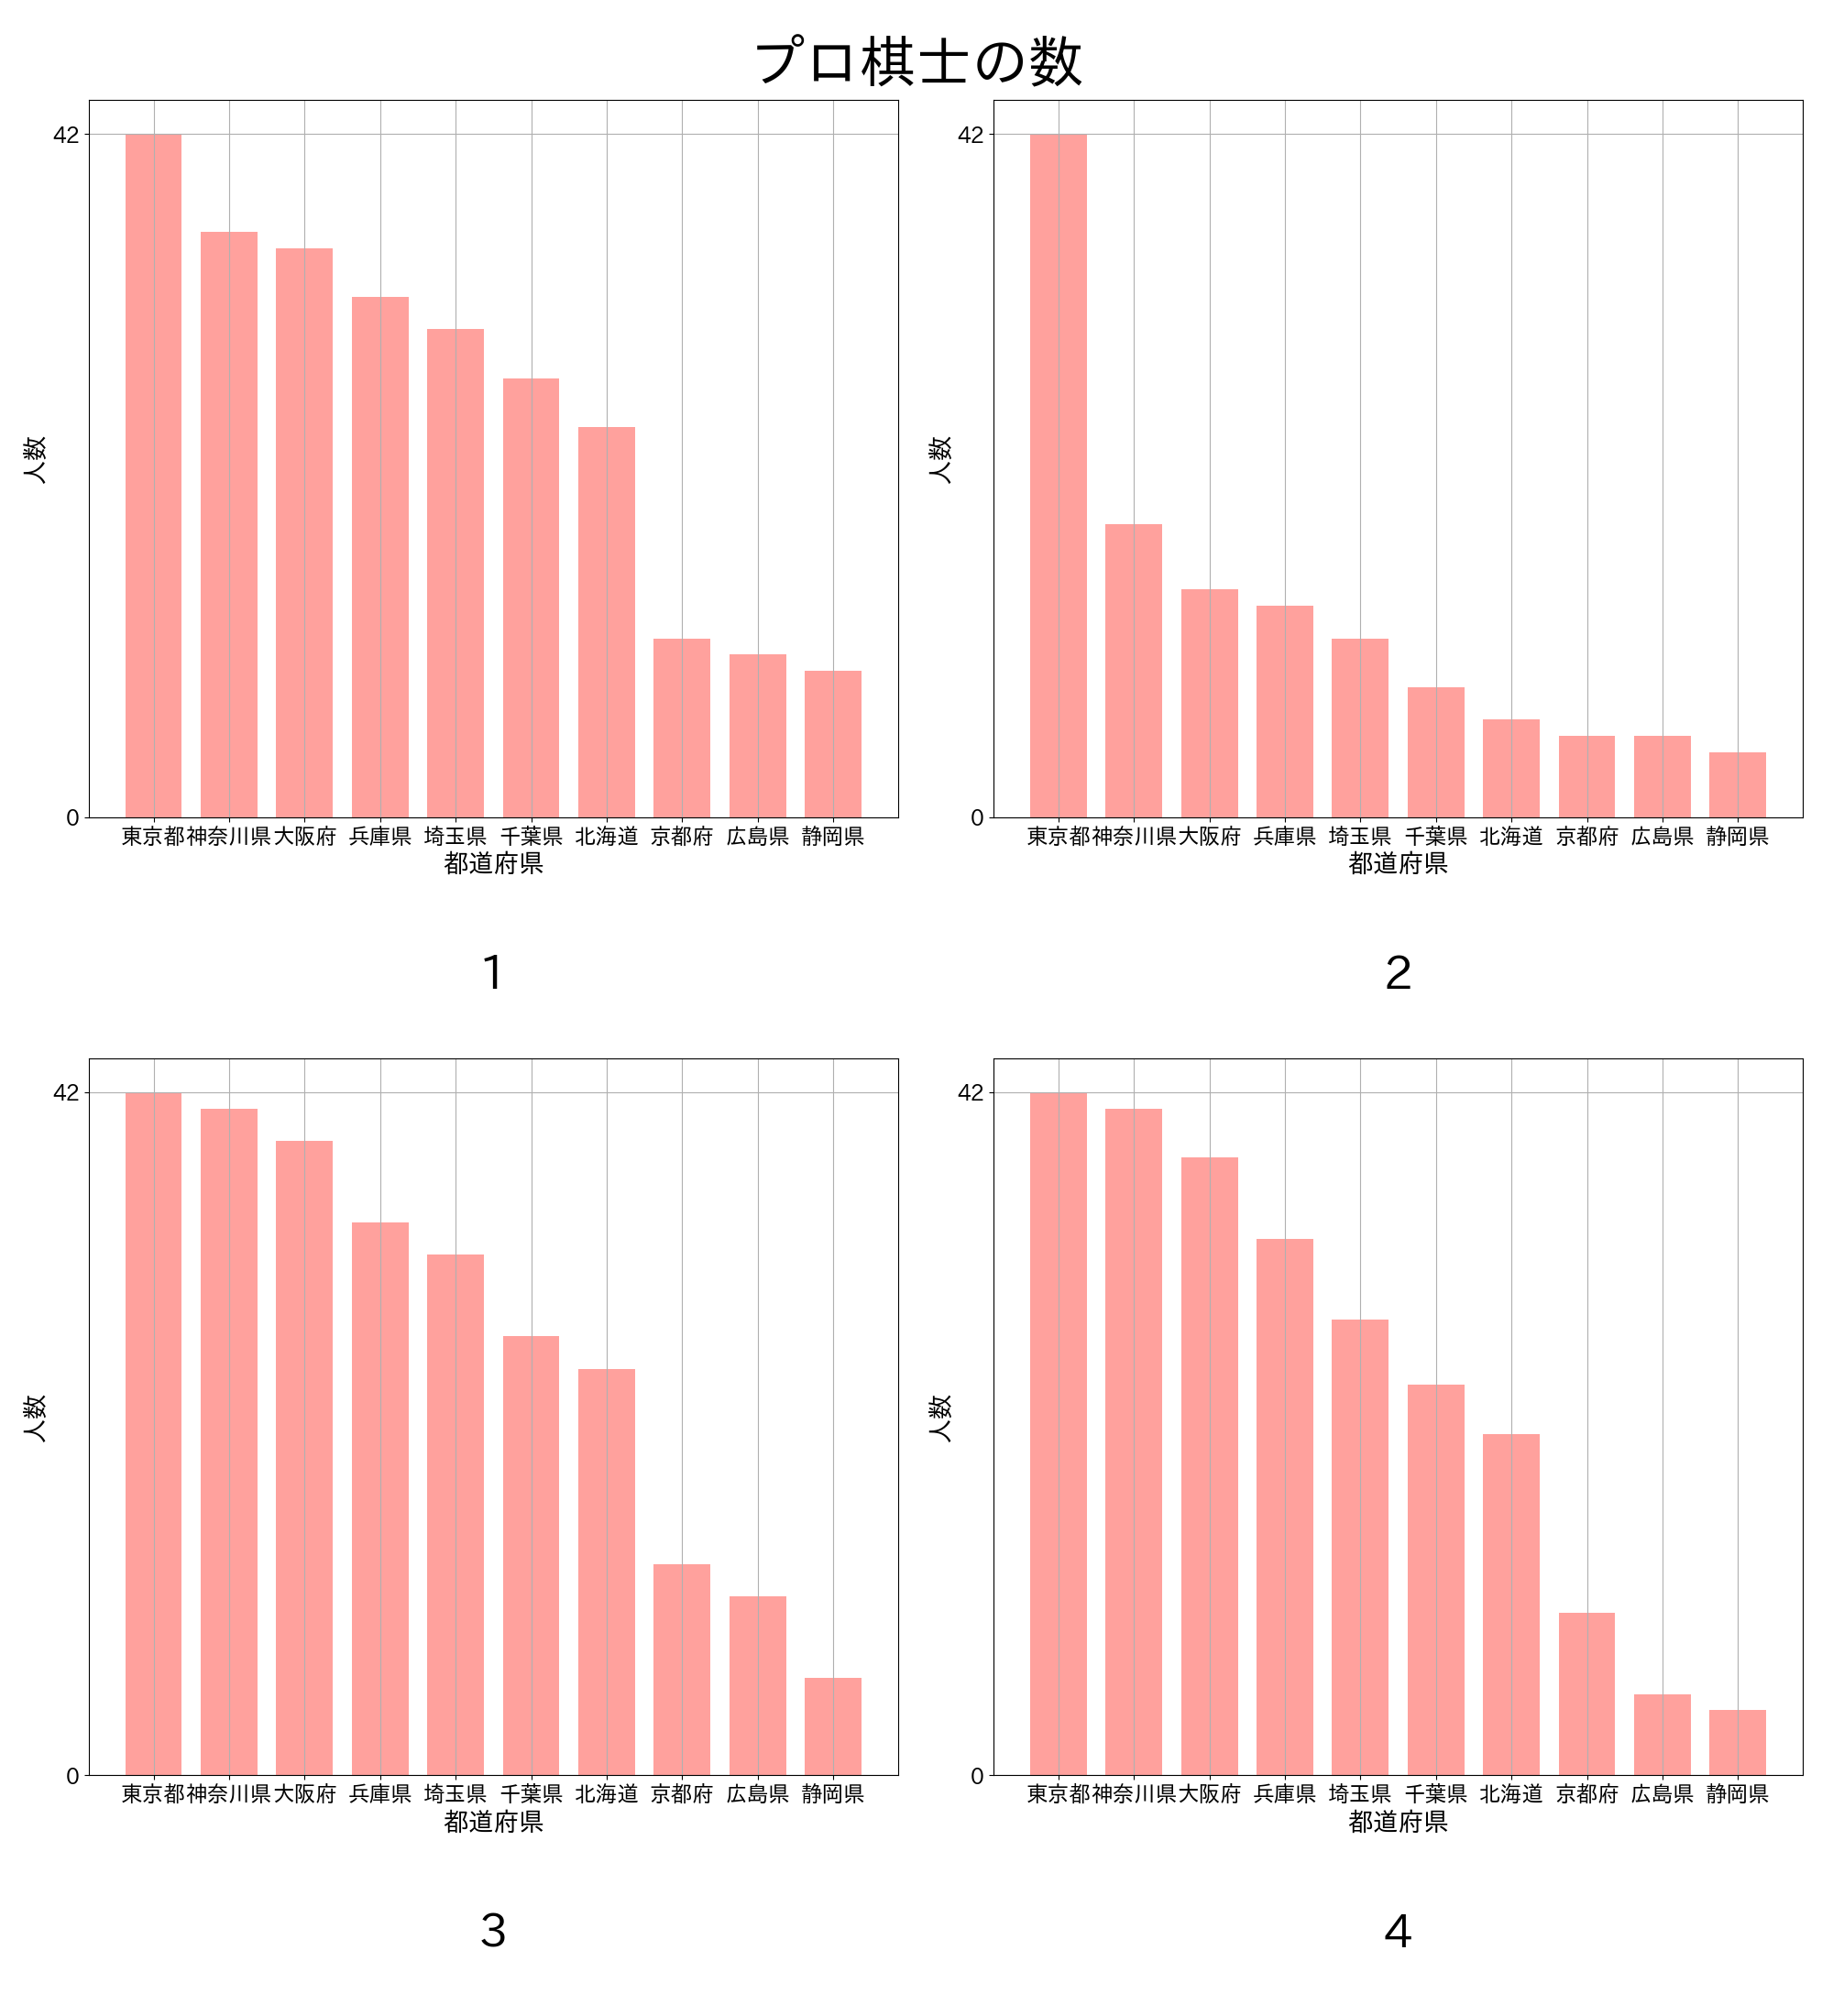 プロ棋士の数
42
0
人数
東京都 神奈川県 大阪府 兵庫県 埼玉県 千葉県 北海道 京都府 広島県 静岡県
都道府県
1
42
0
人数
東京都 神奈川県 大阪府 兵庫県 埼玉県 千葉県 北海道 京都府 広島県 静岡県
都道府県
2
42
0
人数
東京都 神奈川県 大阪府 兵庫県 埼玉県 千葉県 北海道 京都府 広島県 静岡県
都道府県
3
42
0
人数
東京都 神奈川県 大阪府 兵庫県 埼玉県 千葉県 北海道 京都府 広島県 静岡県
都道府県
4